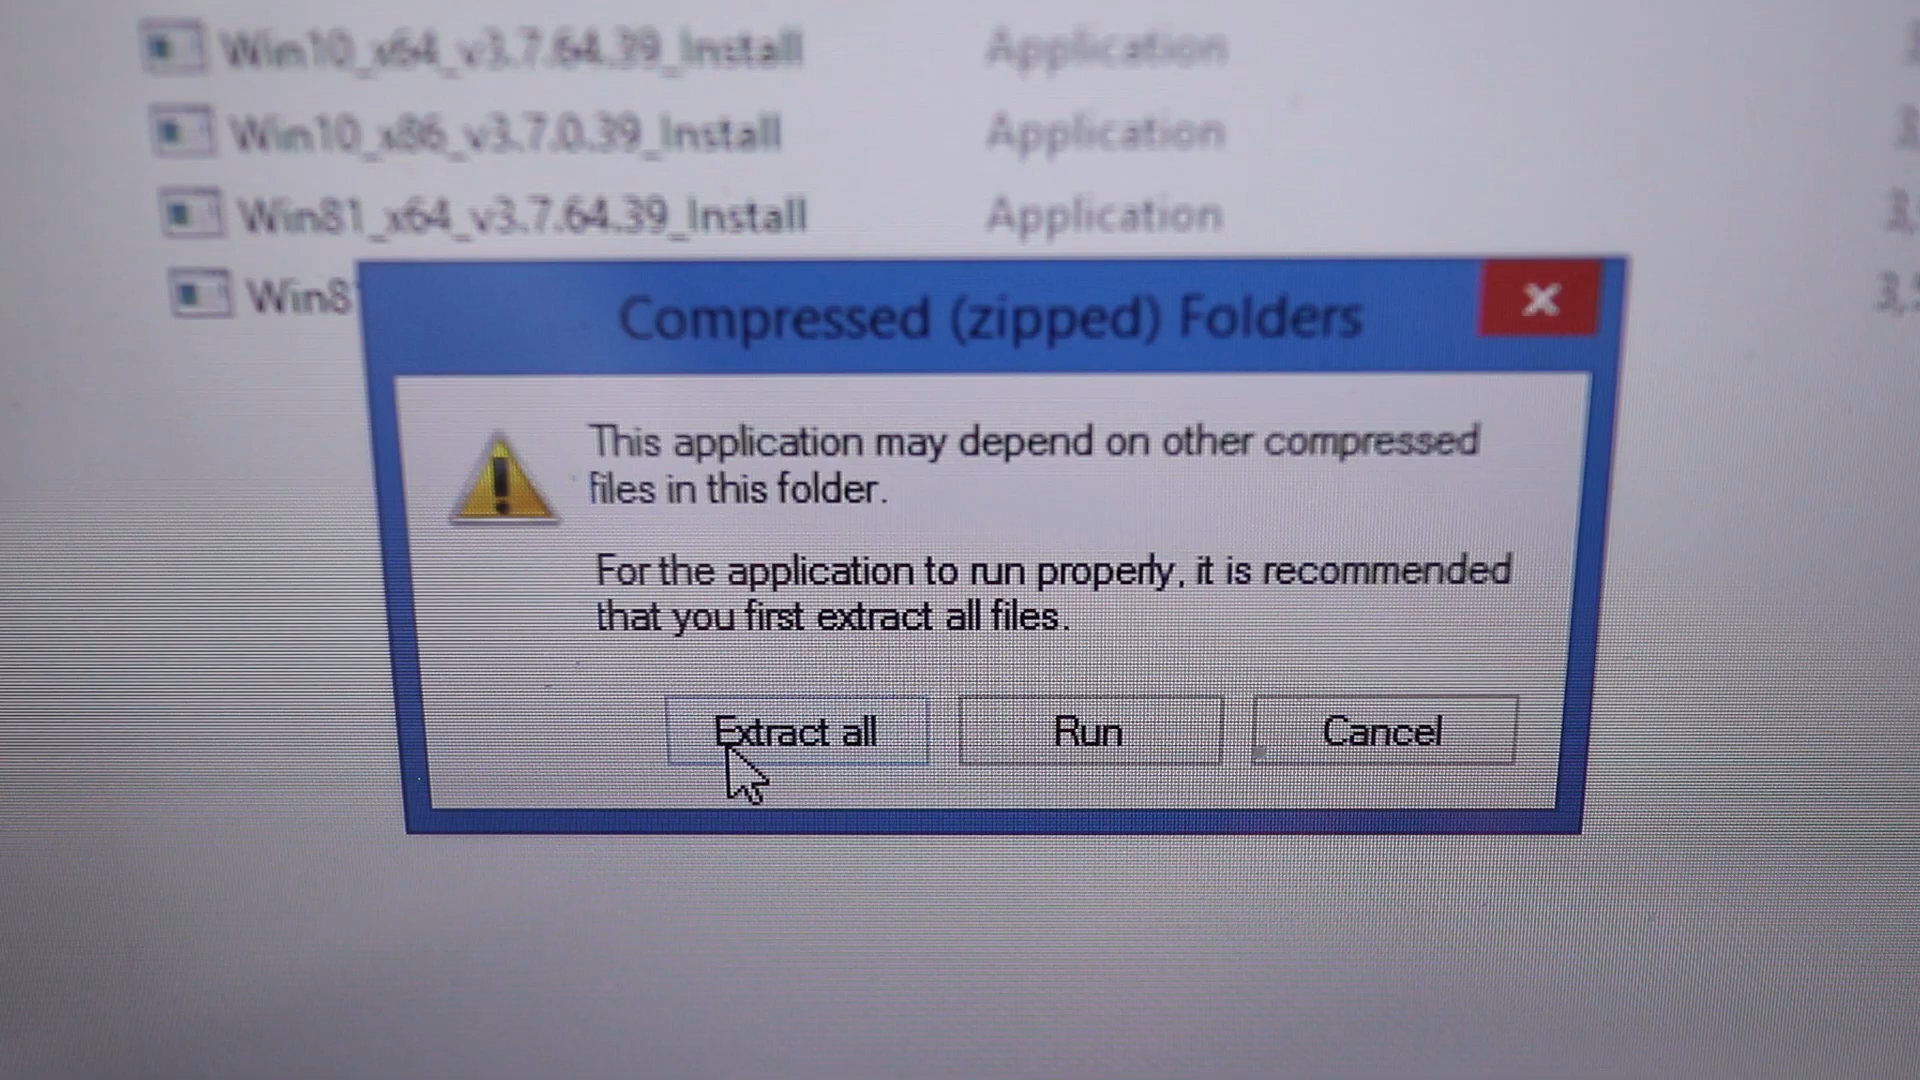 Win10_x64_v3.7.64.39_Install Application
Win10_x86_v3.7.0.39_Install Application
Win81_x64_v3.7.64.39_Install Application
Win8
Compressed (zipped) Folders
This application may depend on other compressed
files in this folder.
For the application to run properly, it is recommended
that you first extract all files.
Extract all Run Cancel